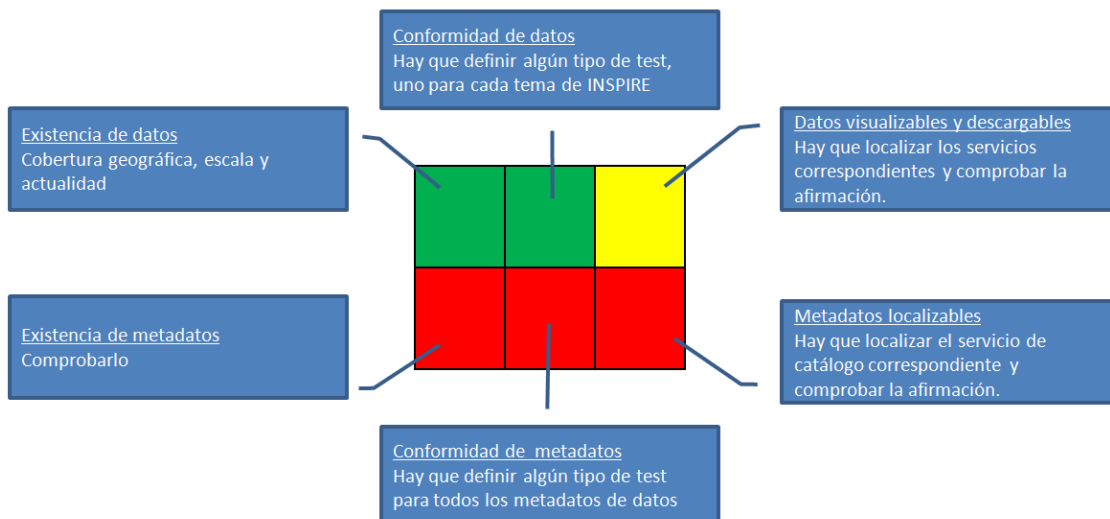 Conformidad de datos
Hay que definir algún tipo de test,
uno para cada tema de INSPIRE
Existencia de datos
Cobertura geográfica, escala y
actualidad
Datos visualizables y descargables
Hay que localizar los servicios
correspondientes y comprobar la
afirmación.
Existencia de metadatos
Comprobarlo
Metadatos localizables
Hay que localizar el servicio de
catálogo correspondiente y
comprobar la afirmación.
Conformidad de metadatos
Hay que definir algún tipo de test
para todos los metadatos de datos